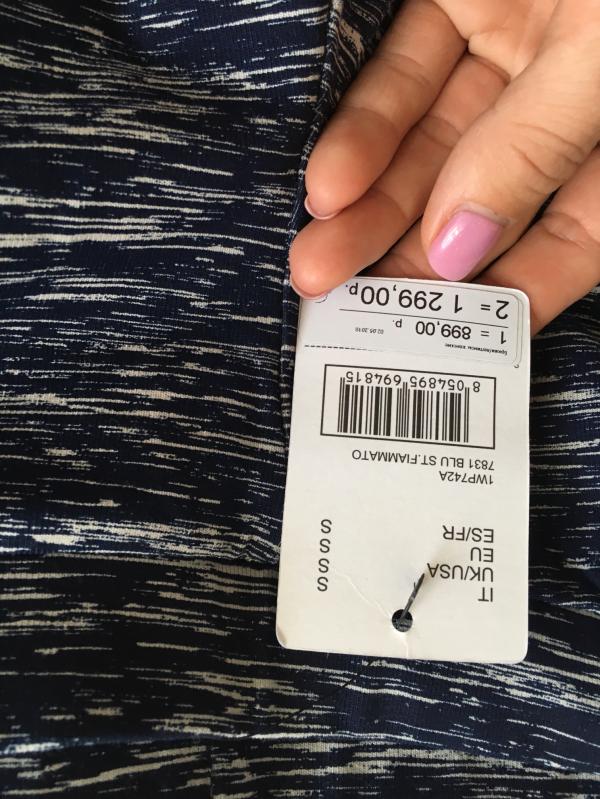 IT S
UK/USA S
EU S
ES/FR S
1WP742A
7831 BLU ST.FIAMMATO
8 054895 694815
1 = 899,00 р.
2 = 1 299,00 р.